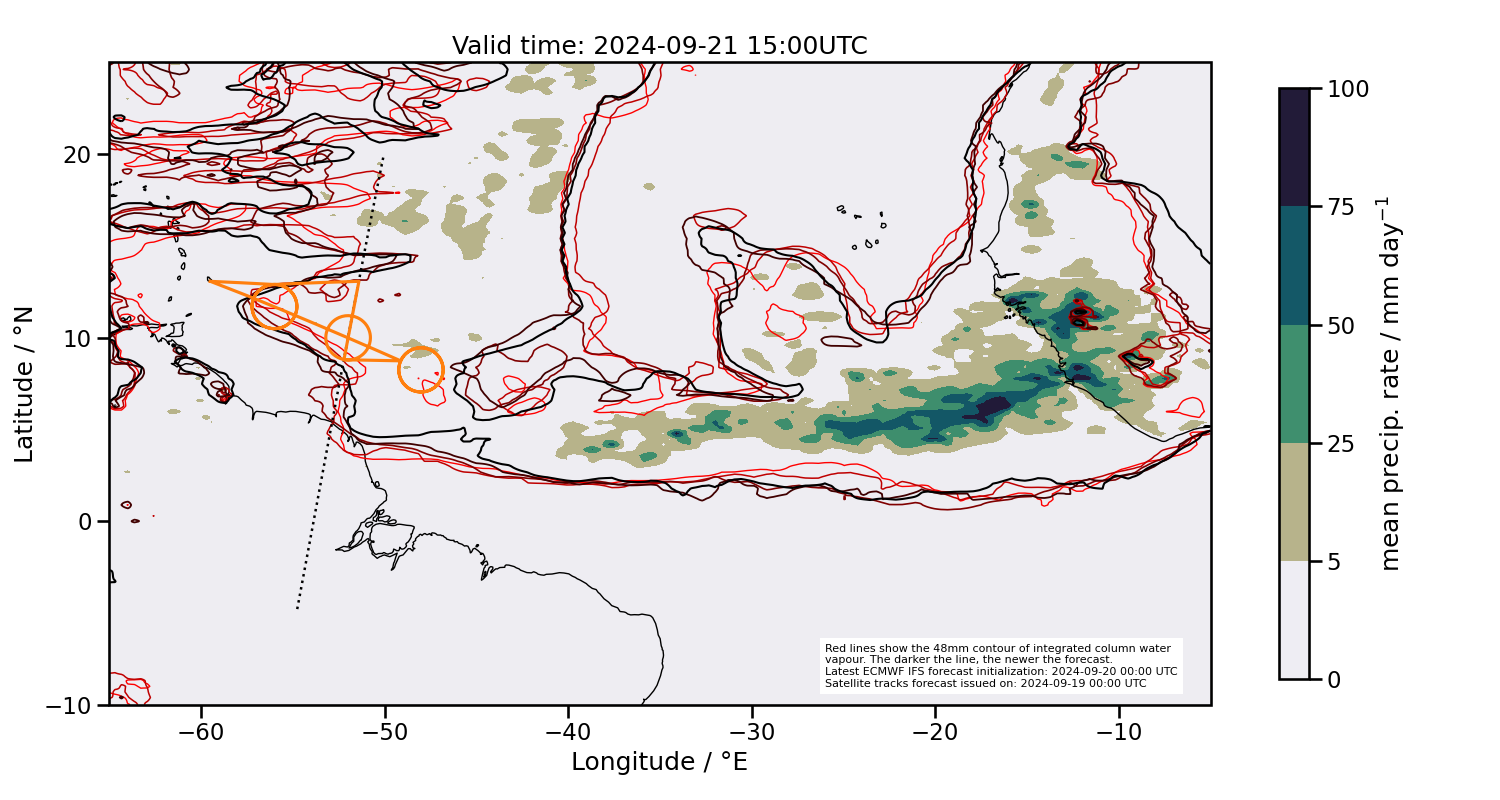 Valid time: 2024-09-21 15:00UTC
20
10
0
−10
Latitude / °N
−60
−50
−40
−30
−20
−10
Longitude / °E
Red lines show the 48mm contour of integrated column water
vapour. The darker the line, the newer the forecast.
Latest ECMWF IFS forecast initialization: 2024-09-20 00:00 UTC
Satellite tracks forecast issued on: 2024-09-19 00:00 UTC
100
75
50
25
5
0
mean precip. rate / mm day⁻¹